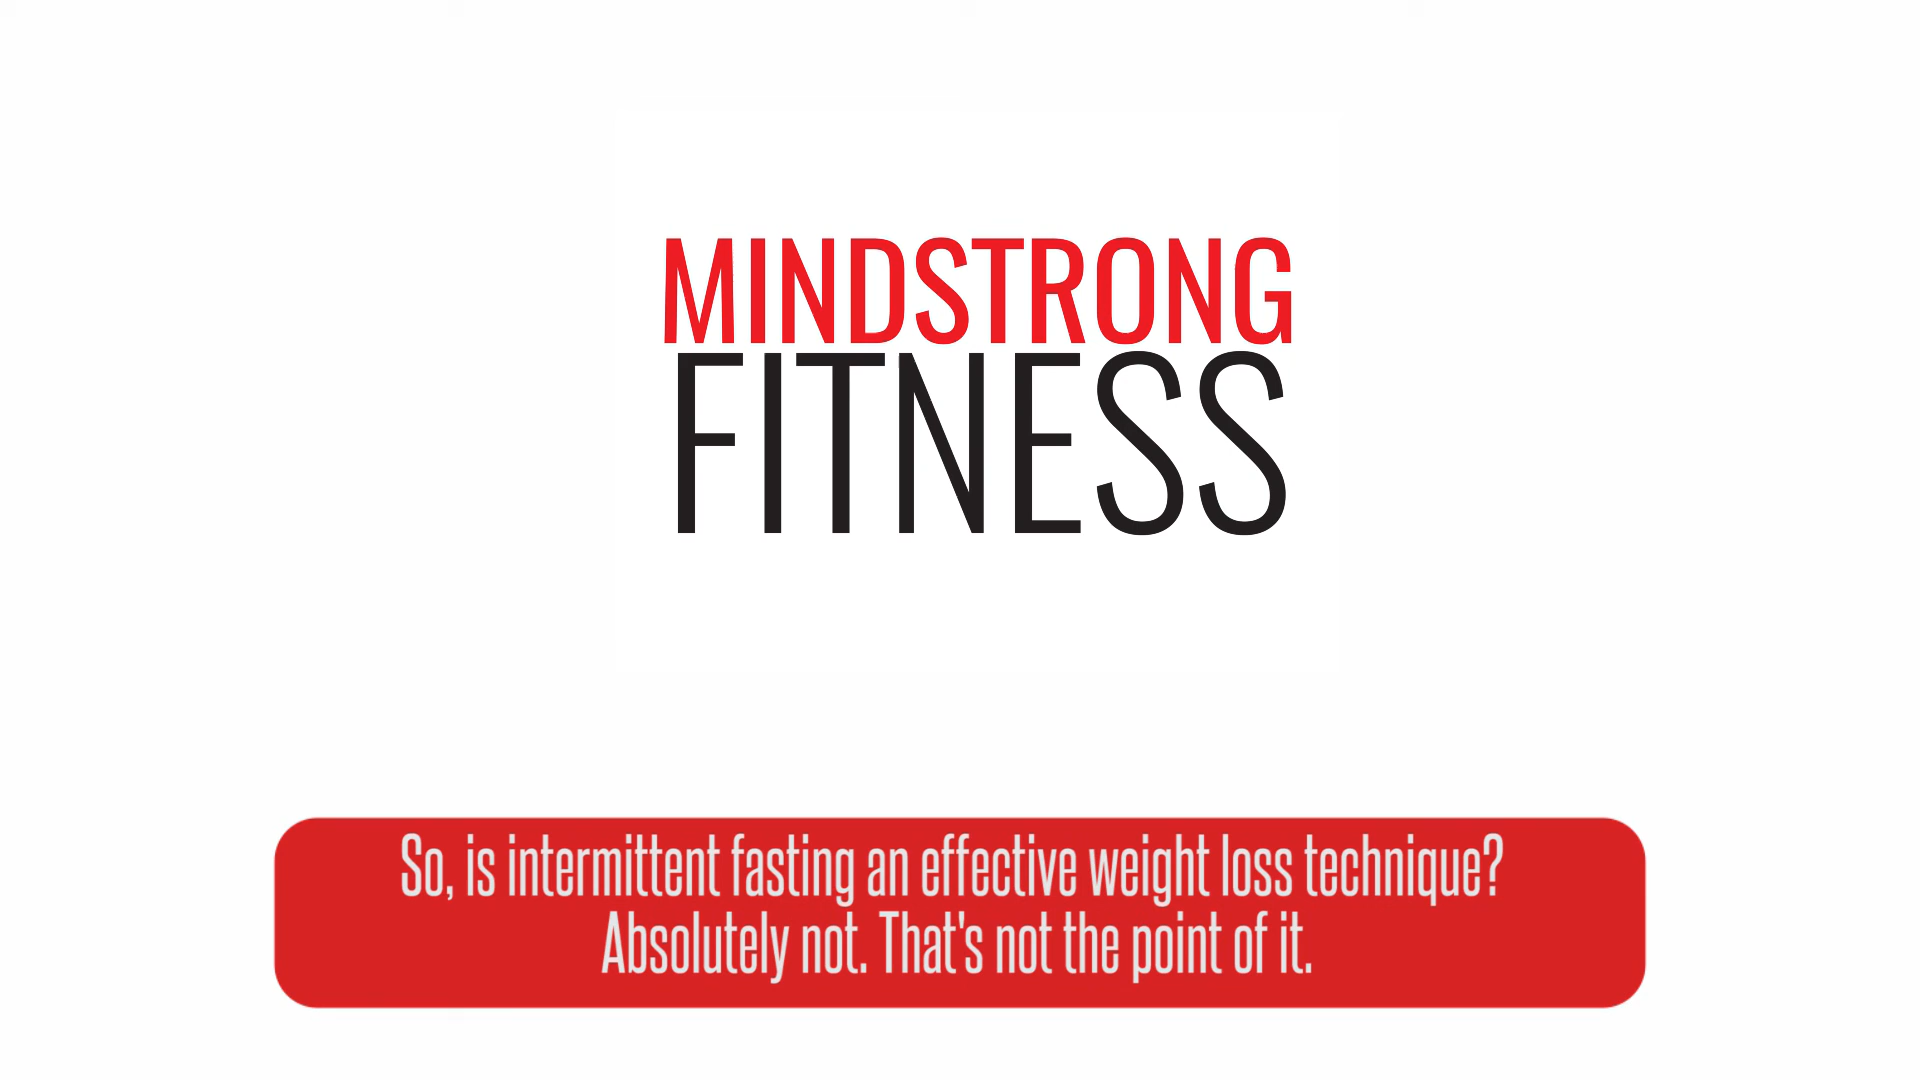 MINDSTRONG
FITNESS
So, is intermittent fasting an effective weight loss technique?
Absolutely not. That's not the point of it.